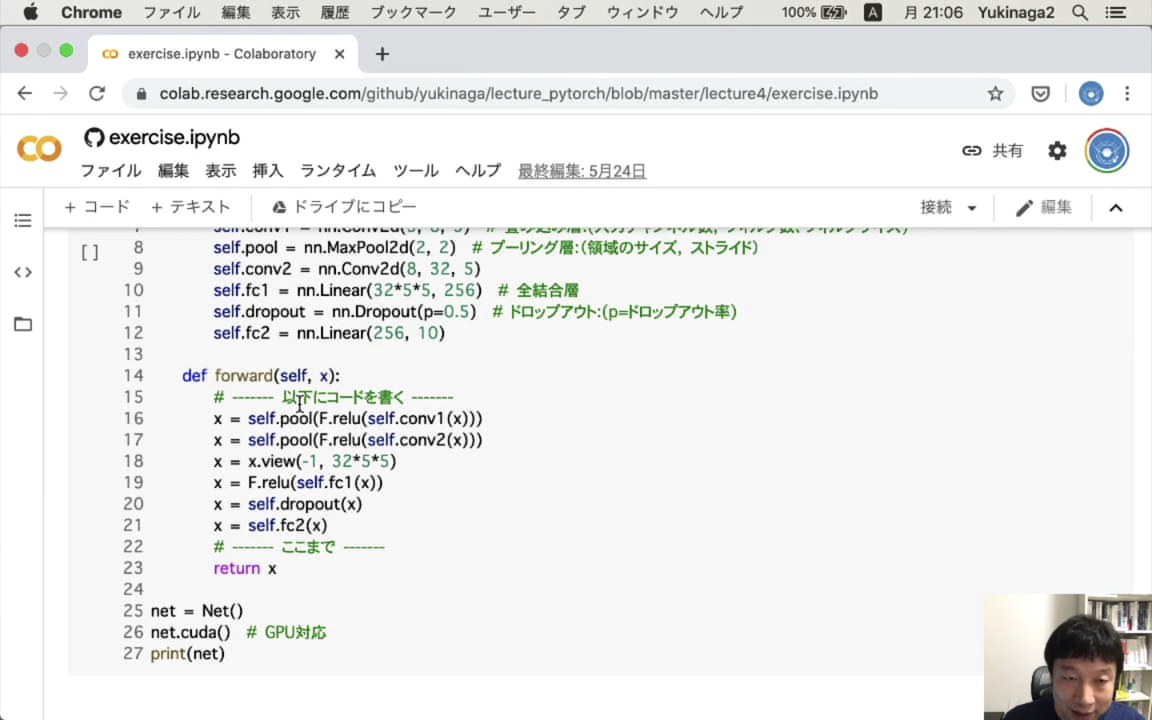 Chrome ファイル 編集 表示 履歴 ブックマーク ユーザー タブ ウィンドウ ヘルプ 100% A 月 21:06 Yukinaga2
exercise.ipynb - Colaboratory
colab.research.google.com/github/yukinaga/lecture_pytorch/blob/master/lecture4/exercise.ipynb
exercise.ipynb
共有
ファイル 編集 表示 挿入 ランタイム ツール ヘルプ 最終編集: 5月24日
+ コード + テキスト ドライブにコピー 接続 編集
[ ]
8 self.pool = nn.MaxPool2d(2, 2) # プーリング層:(領域のサイズ, ストライド)
9 self.conv2 = nn.Conv2d(8, 32, 5)
10 self.fc1 = nn.Linear(32*5*5, 256) # 全結合層
11 self.dropout = nn.Dropout(p=0.5) # ドロップアウト:(p=ドロップアウト率)
12 self.fc2 = nn.Linear(256, 10)
13
14 def forward(self, x):
15 # ------- 以下にコードを書く -------
16 x = self.pool(F.relu(self.conv1(x)))
17 x = self.pool(F.relu(self.conv2(x)))
18 x = x.view(-1, 32*5*5)
19 x = F.relu(self.fc1(x))
20 x = self.dropout(x)
21 x = self.fc2(x)
22 # ------- ここまで -------
23 return x
24
25 net = Net()
26 net.cuda() # GPU対応
27 print(net)